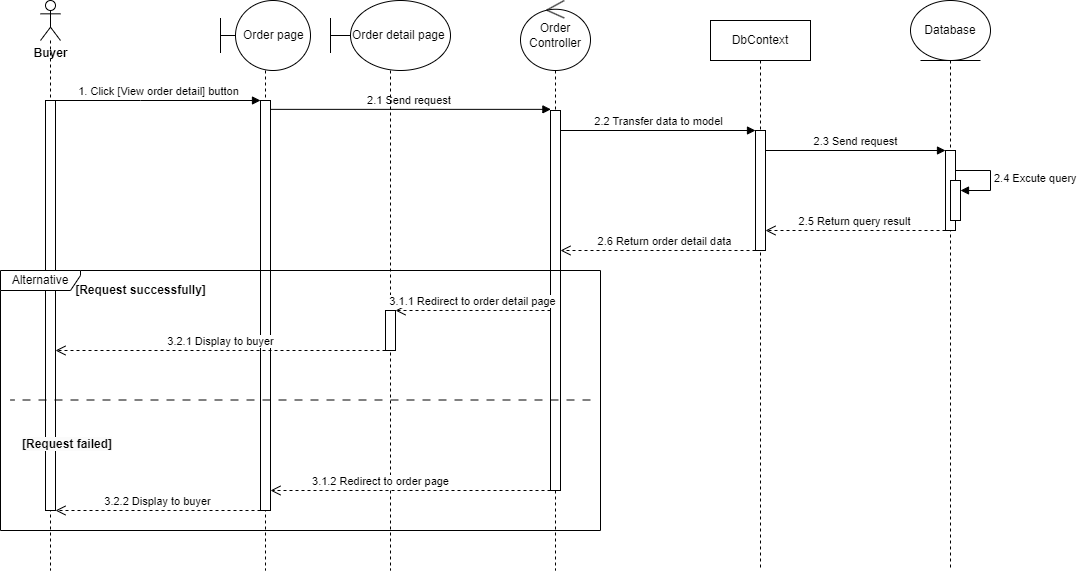 Buyer
Order page
Order detail page
Order
Controller
DbContext
Database
1. Click [View order detail] button
2.1 Send request
2.2 Transfer data to model
2.3 Send request
2.4 Excute query
2.5 Return query result
2.6 Return order detail data
Alternative
[Request successfully]
3.1.1 Redirect to order detail page
3.2.1 Display to buyer
[Request failed]
3.1.2 Redirect to order page
3.2.2 Display to buyer